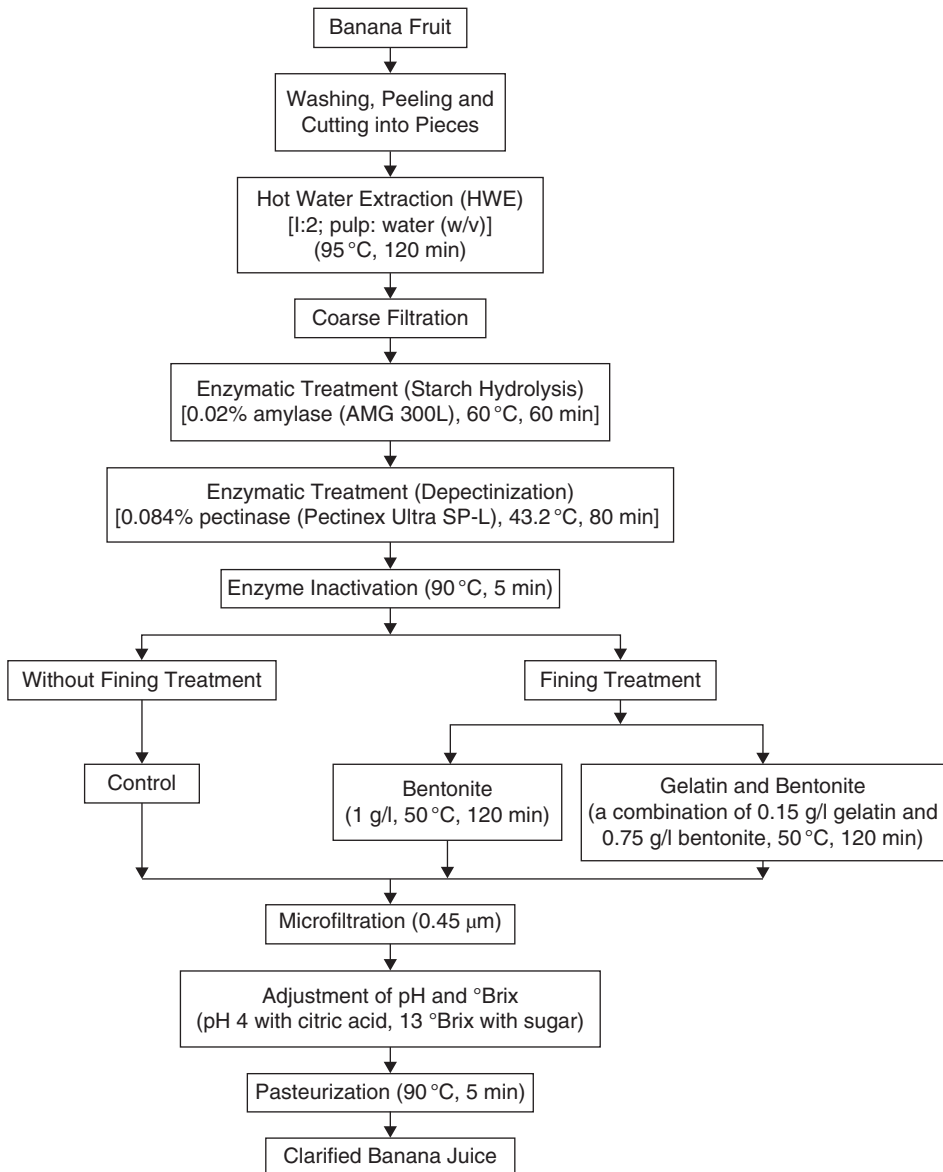 Banana Fruit
Washing, Peeling and
Cutting into Pieces
Hot Water Extraction (HWE)
[I:2; pulp: water (w/v)]
(95 °C, 120 min)
Coarse Filtration
Enzymatic Treatment (Starch Hydrolysis)
[0.02% amylase (AMG 300L), 60 °C, 60 min]
Enzymatic Treatment (Depectinization)
[0.084% pectinase (Pectinex Ultra SP-L), 43.2 °C, 80 min]
Enzyme Inactivation (90 °C, 5 min)
Without Fining Treatment
Fining Treatment
Control
Bentonite
(1 g/l, 50 °C, 120 min)
Gelatin and Bentonite
(a combination of 0.15 g/l gelatin and
0.75 g/l bentonite, 50 °C, 120 min)
Microfiltration (0.45 µm)
Adjustment of pH and °Brix
(pH 4 with citric acid, 13 °Brix with sugar)
Pasteurization (90 °C, 5 min)
Clarified Banana Juice